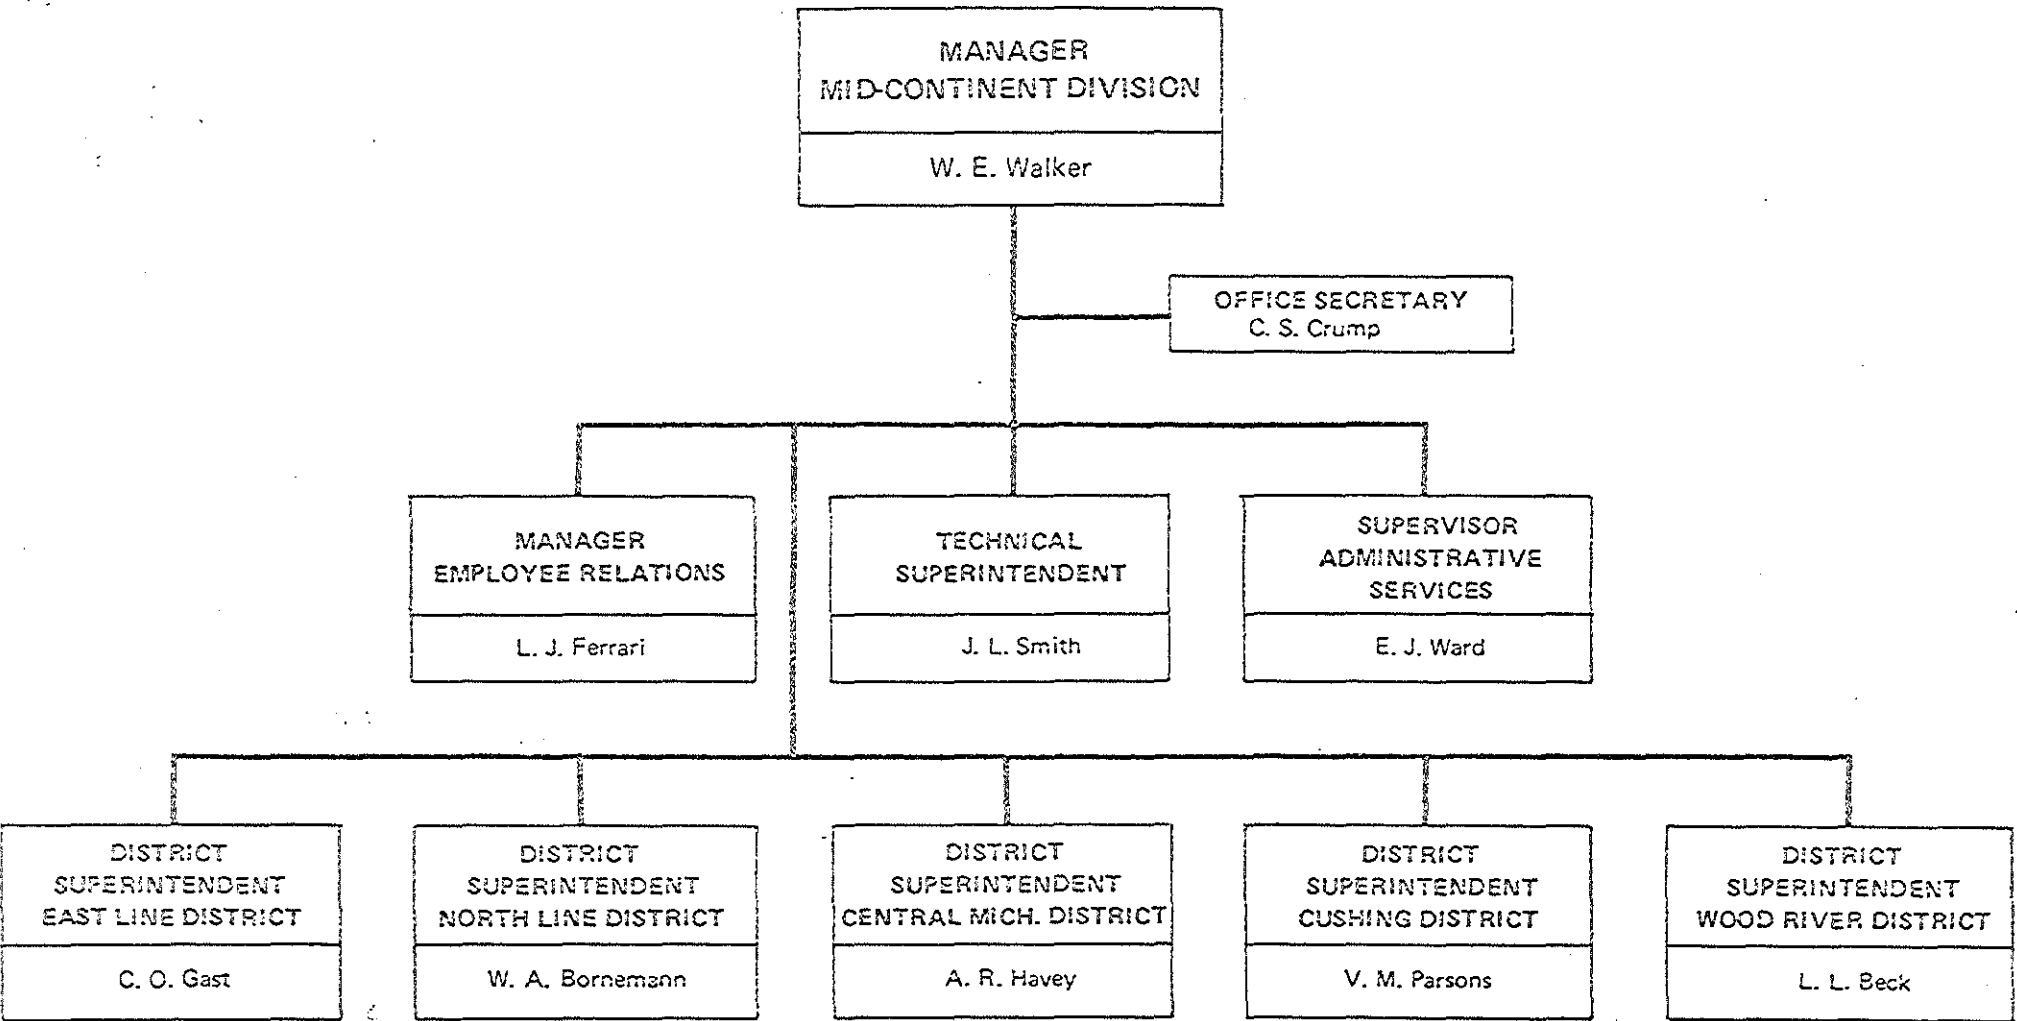 MANAGER
MID-CONTINENT DIVISION
W. E. Walker
OFFICE SECRETARY
C. S. Crump
MANAGER
EMPLOYEE RELATIONS
L. J. Ferrari
TECHNICAL
SUPERINTENDENT
J. L. Smith
SUPERVISOR
ADMINISTRATIVE
SERVICES
E. J. Ward
DISTRICT
SUPERINTENDENT
EAST LINE DISTRICT
C. O. Gast
DISTRICT
SUPERINTENDENT
NORTH LINE DISTRICT
W. A. Bornemann
DISTRICT
SUPERINTENDENT
CENTRAL MICH. DISTRICT
A. R. Havey
DISTRICT
SUPERINTENDENT
CUSHING DISTRICT
V. M. Parsons
DISTRICT
SUPERINTENDENT
WOOD RIVER DISTRICT
L. L. Beck